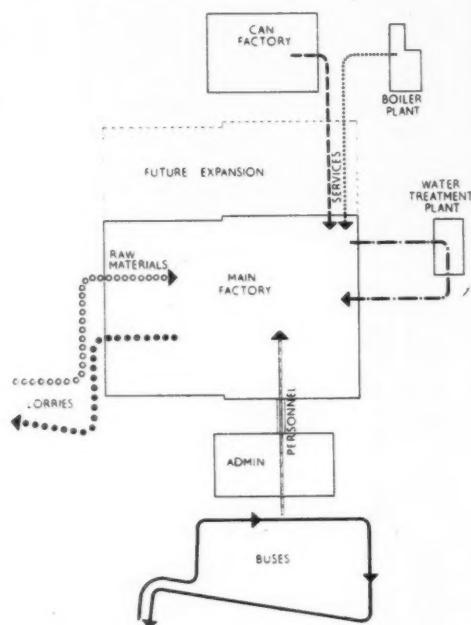 CAN
FACTORY
BOILER
PLANT
FUTURE EXPANSION
SERVICES
WATER
TREATMENT
PLANT
RAW
MATERIALS
MAIN
FACTORY
LORRIES
PERSONNEL
ADMIN
BUSES